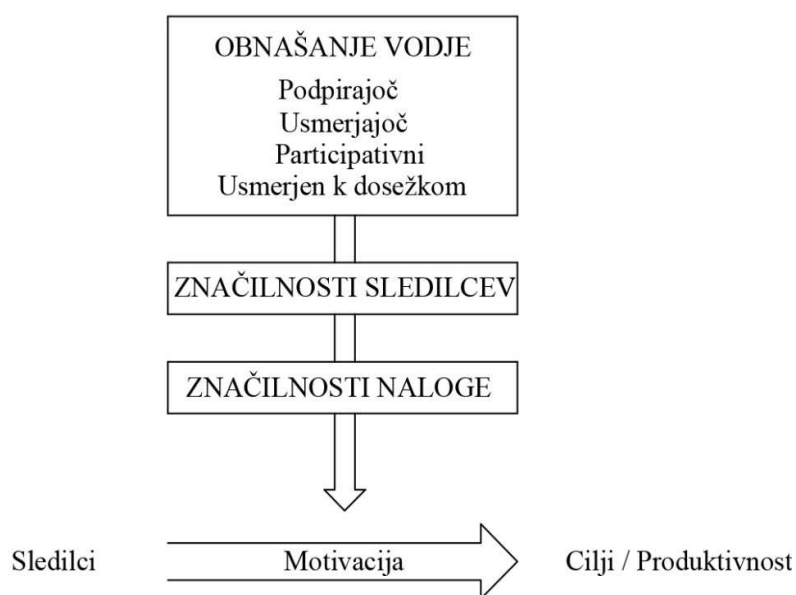 OBNAŠANJE VODJE
Podpirajoč
Usmerjajoč
Participativni
Usmerjen k dosežkom
ZNAČILNOSTI SLEDILCEV
ZNAČILNOSTI NALOGE
Sledilci
Motivacija
Cilji / Produktivnost